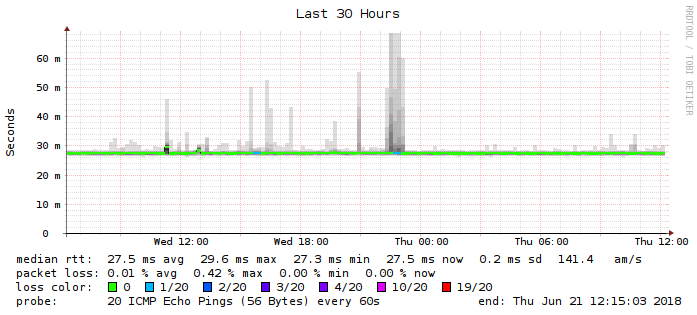 Last 30 Hours
RRDTOOL / TOBI OETIKER
Seconds
60 m
50 m
40 m
30 m
20 m
10 m
0
Wed 12:00 Wed 18:00 Thu 00:00 Thu 06:00 Thu 12:00
median rtt: 27.5 ms avg 29.6 ms max 27.3 ms min 27.5 ms now 0.2 ms sd 141.4 am/s
packet loss: 0.01 % avg 0.42 % max 0.00 % min 0.00 % now
loss color: 0 1/20 2/20 3/20 4/20 10/20 19/20
probe: 20 ICMP Echo Pings (56 Bytes) every 60s end: Thu Jun 21 12:15:03 2018